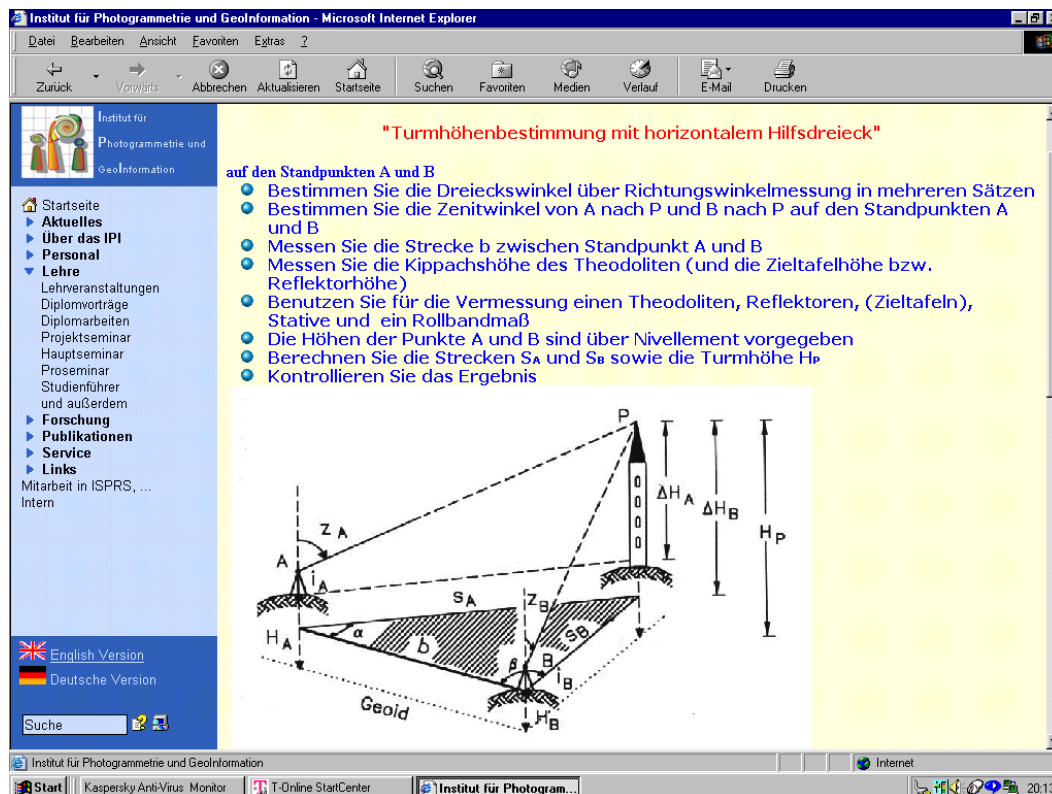 Institut für Photogrammetrie und GeoInformation - Microsoft Internet Explorer
Datei Bearbeiten Ansicht Favoriten Extras ?
Zurück Vorwärts Abbrechen Aktualisieren Startseite Suchen Favoriten Medien Verlauf E-Mail Drucken
Institut für
Photogrammetrie und
GeoInformation
Startseite
Aktuelles
Über das IPI
Personal
Lehre
Lehrveranstaltungen
Diplomvorträge
Diplomarbeiten
Projektseminar
Hauptseminar
Proseminar
Studienführer
und außerdem
Forschung
Publikationen
Service
Links
Mitarbeit in ISPRS, ...
Intern
English Version
Deutsche Version
Suche
"Turmhöhenbestimmung mit horizontalem Hilfsdreieck"
auf den Standpunkten A und B
Bestimmen Sie die Dreieckswinkel über Richtungswinkelmessung in mehreren Sätzen
Bestimmen Sie die Zenitwinkel von A nach P und B nach P auf den Standpunkten A
und B
Messen Sie die Strecke b zwischen Standpunkt A und B
Messen Sie die Kippachshöhe des Theodoliten (und die Zieltafelhöhe bzw.
Reflektorhöhe)
Benutzen Sie für die Vermessung einen Theodoliten, Reflektoren, (Zieltafeln),
Stative und ein Rollbandmaß
Die Höhen der Punkte A und B sind über Nivellement vorgegeben
Berechnen Sie die Strecken SA und SB sowie die Turmhöhe HP
Kontrollieren Sie das Ergebnis
P
ΔHA
ΔHB
HP
ZA
A
iA
SA
ZB
HA
α
b
SB
β
B
iB
Geoid
HB
Institut für Photogrammetrie und GeoInformation
Internet
Start Kaspersky Anti-Virus Monitor T-Online StartCenter Institut für Photogram... 20:13